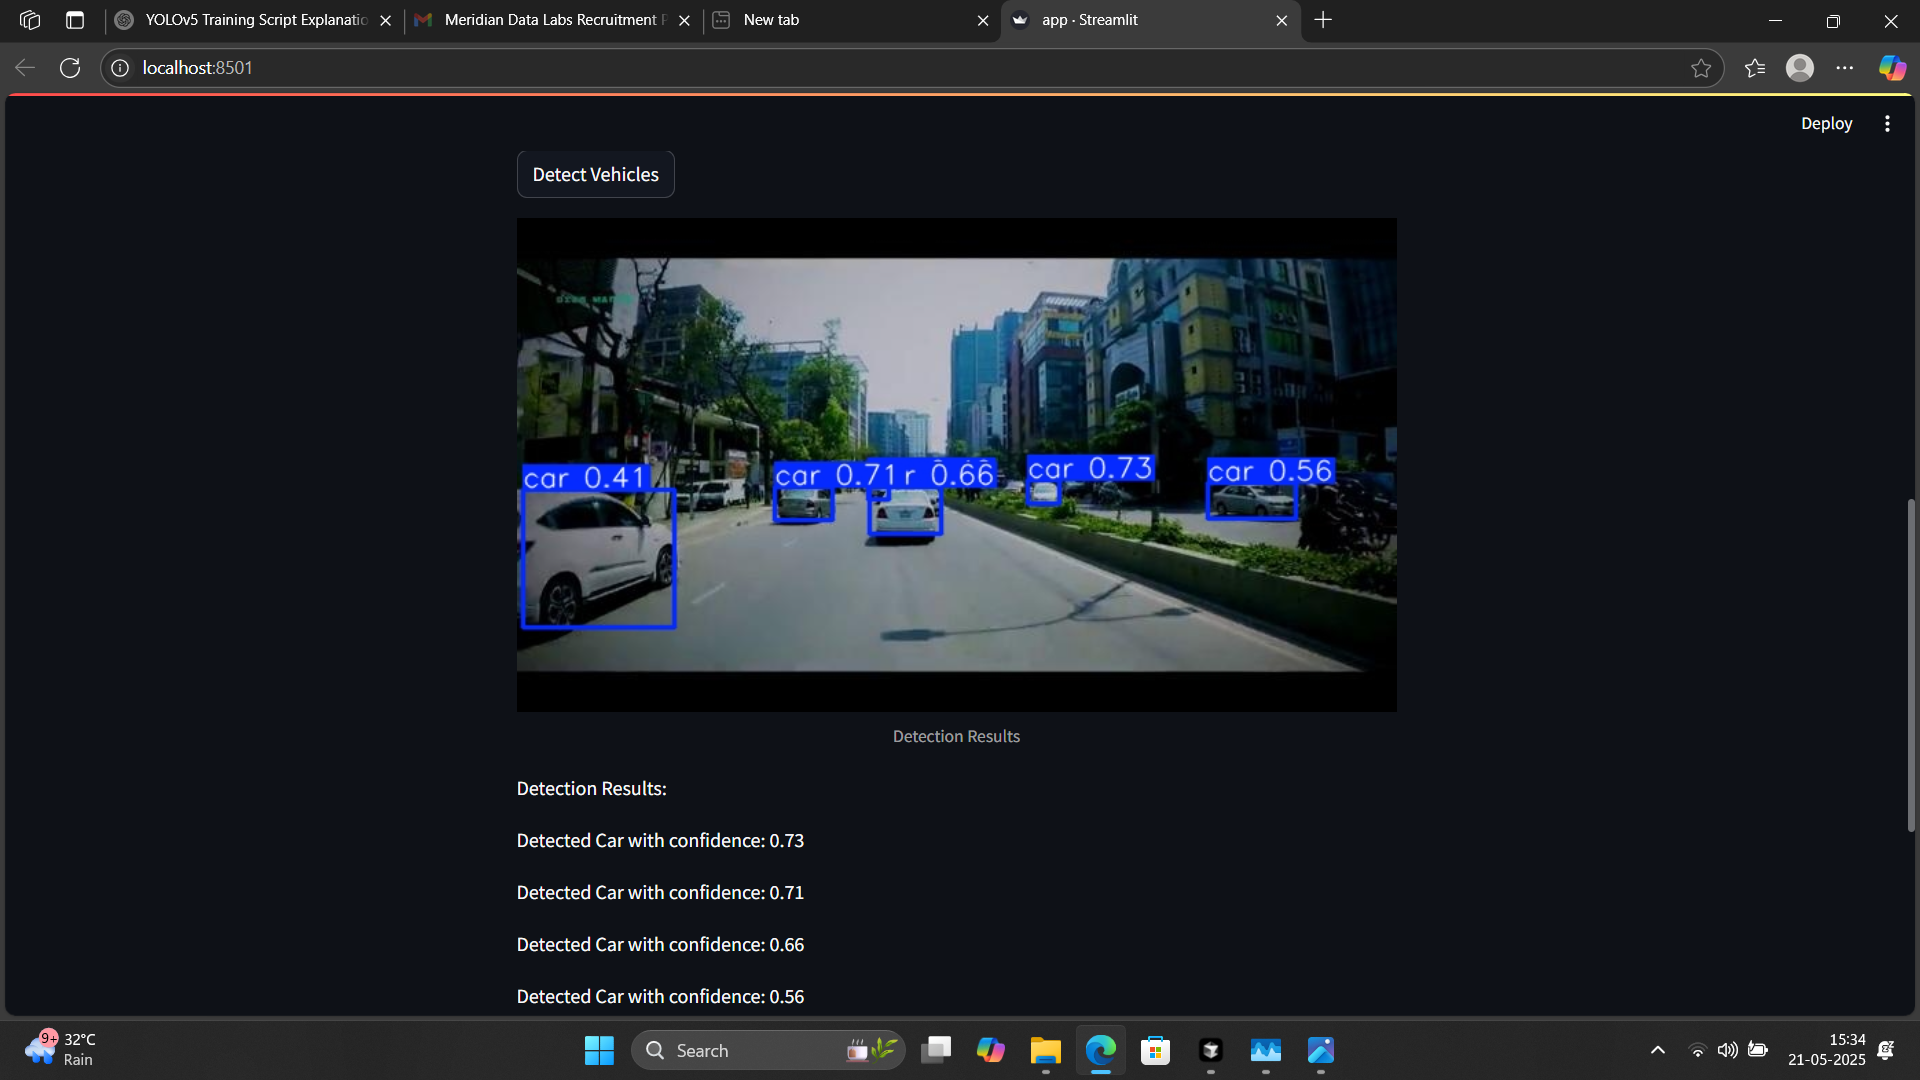 YOLOv5 Training Script Explanatio
Meridian Data Labs Recruitment P
New tab
app · Streamlit
localhost:8501
Deploy
Detect Vehicles
car 0.41
car 0.71
r 0.66
car 0.73
car 0.56
Detection Results
Detection Results:
Detected Car with confidence: 0.73
Detected Car with confidence: 0.71
Detected Car with confidence: 0.66
Detected Car with confidence: 0.56
9+
32°C
Rain
Search
15:34
21-05-2025